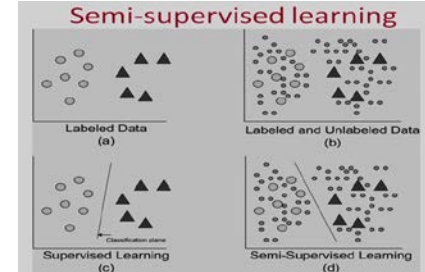 Semi-supervised learning
Labeled Data
(a)
Labeled and Unlabeled Data
(b)
Classification plane
Supervised Learning
(c)
Semi-Supervised Learning
(d)